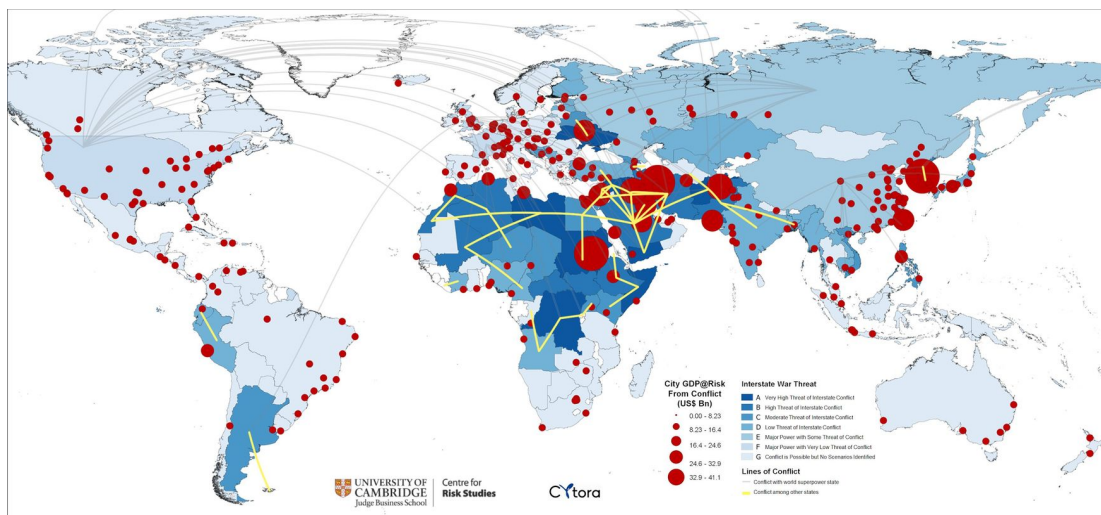 City GDP@Risk
From Conflict
(US$ Bn)
0.00 - 8.23
8.23 - 16.4
16.4 - 24.6
24.6 - 32.9
32.9 - 41.1
Interstate War Threat
A Very High Threat of Interstate Conflict
B High Threat of Interstate Conflict
C Moderate Threat of Interstate Conflict
D Low Threat of Interstate Conflict
E Major Power with Some Threat of Conflict
F Major Power with Very Low Threat of Conflict
G Conflict is Possible but No Scenarios Identified
Lines of Conflict
Conflict with world superpower state
Conflict among other states
UNIVERSITY OF
CAMBRIDGE
Judge Business School
Centre for
Risk Studies
Cytora